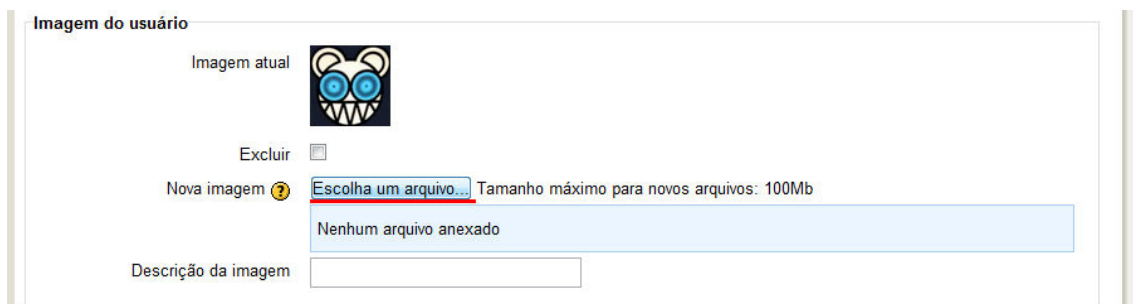 Imagem do usuário
Imagem atual
Excluir
Nova imagem ? Escolha um arquivo... Tamanho máximo para novos arquivos: 100Mb
Nenhum arquivo anexado
Descrição da imagem